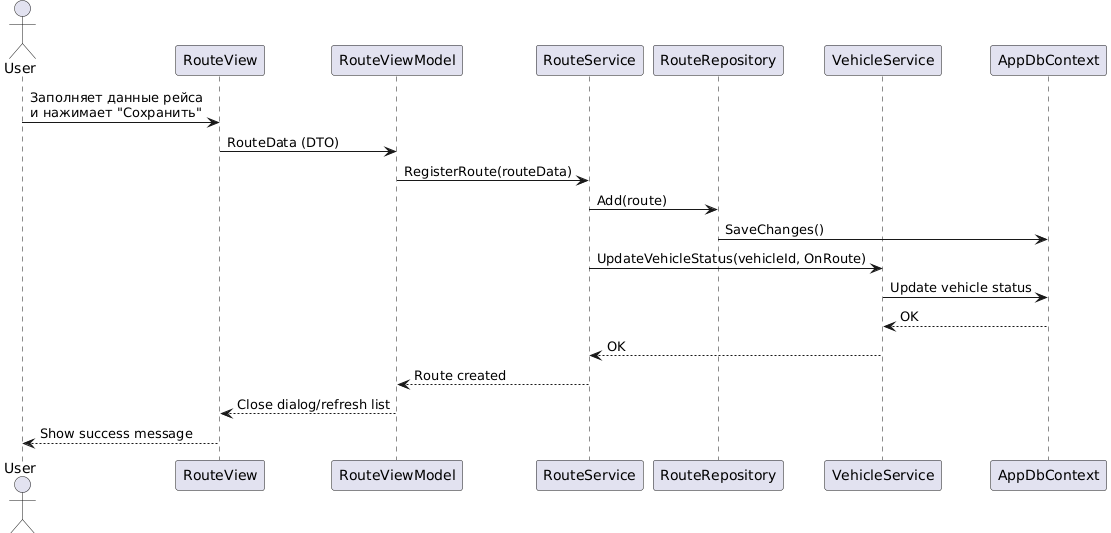 User
RouteView
RouteViewModel
RouteService
RouteRepository
VehicleService
AppDbContext
Заполняет данные рейса
и нажимает "Сохранить"
RouteData (DTO)
RegisterRoute(routeData)
Add(route)
SaveChanges()
UpdateVehicleStatus(vehicleId, OnRoute)
Update vehicle status
OK
OK
Route created
Close dialog/refresh list
Show success message
User
RouteView
RouteViewModel
RouteService
RouteRepository
VehicleService
AppDbContext